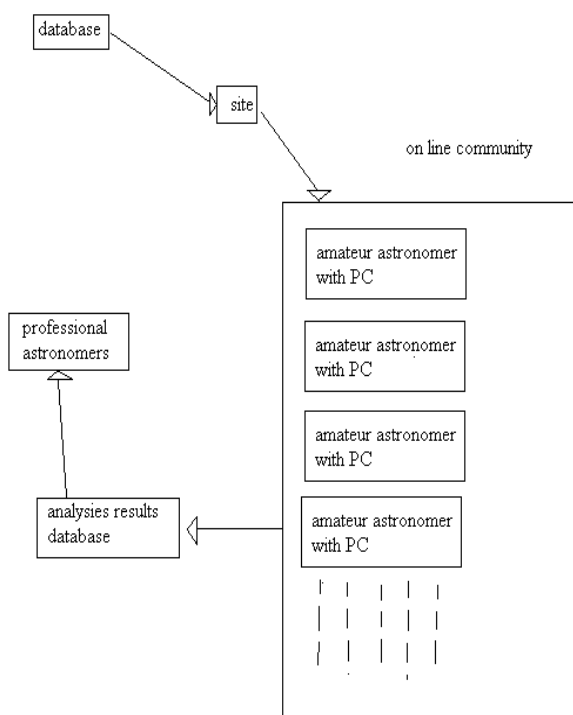 database
site
on line community
amateur astronomer
with PC
amateur astronomer
with PC
amateur astronomer
with PC
amateur astronomer
with PC
professional
astronomers
analysies results
database